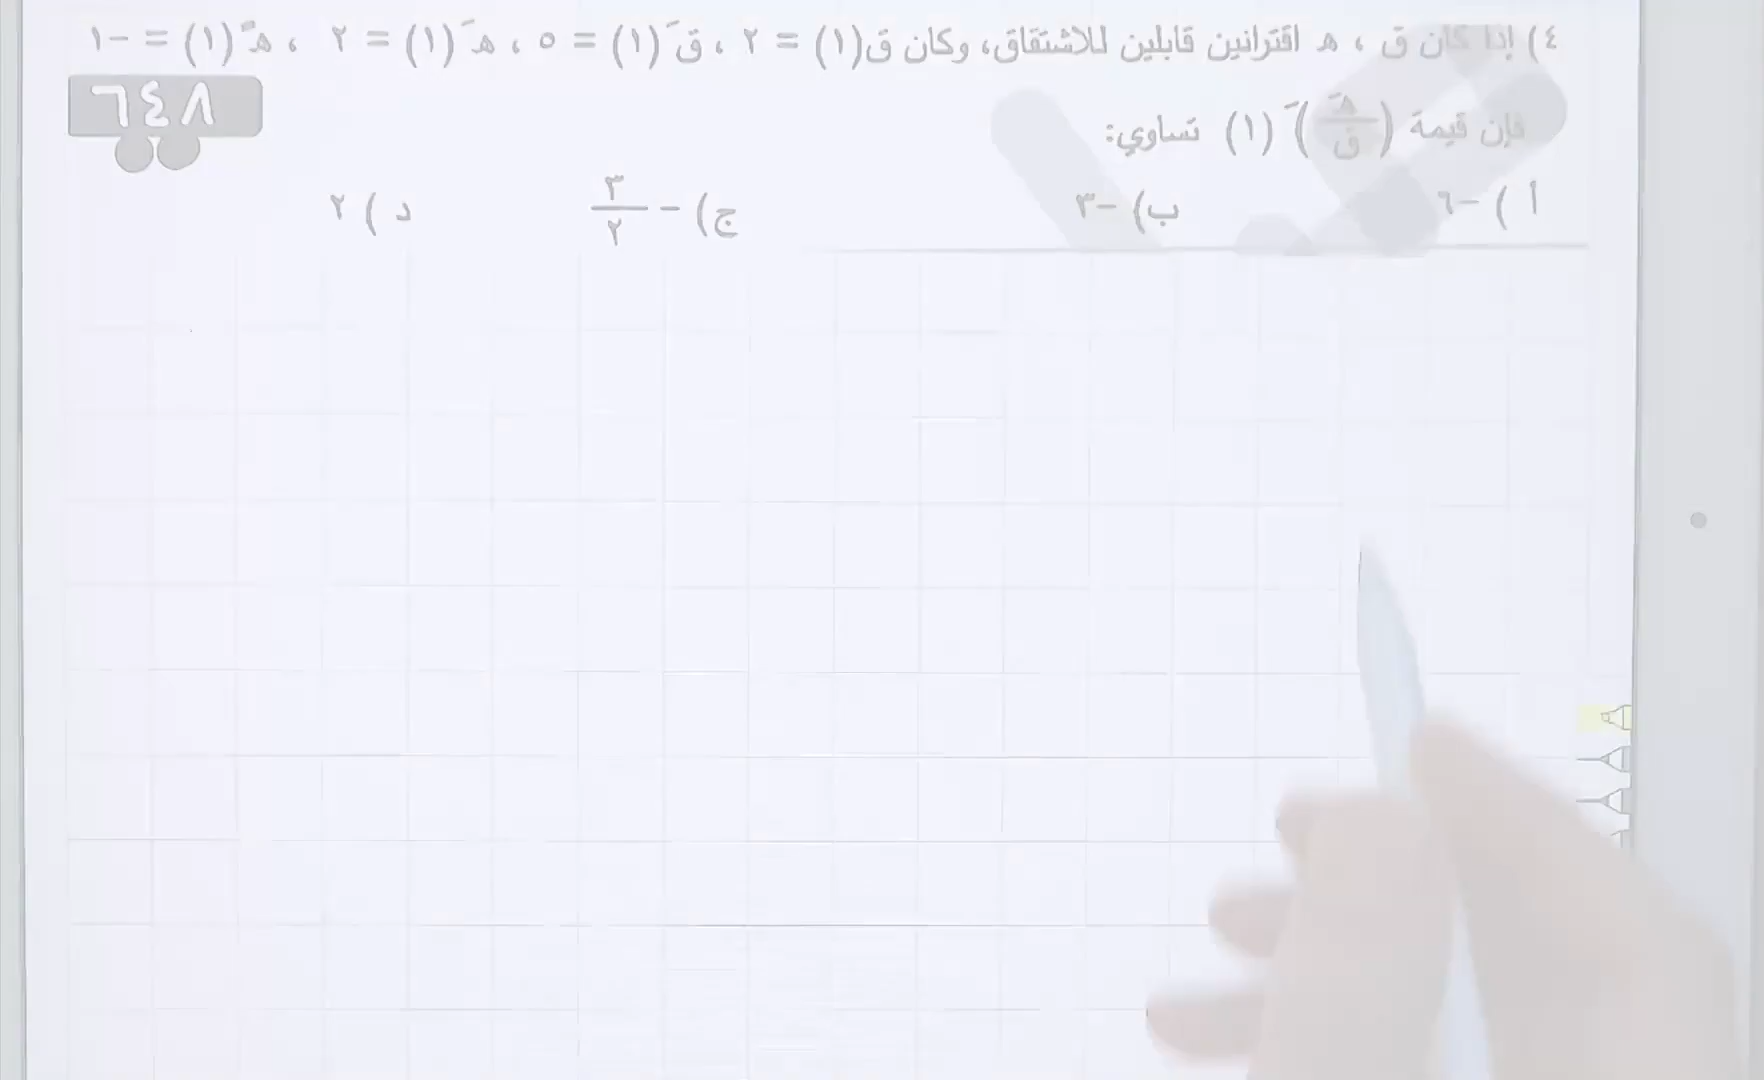 ٤) إذا كان ق ، هـ اقترانين قابلين للاشتقاق، وكان ق(١) = ٢ ، قَ(١) = ٥ ، هـَ(١) = ٢ ، هـً(١) = -١
٦٤٨
فإن قيمة (هـَ/ق)َ(١) تساوي:
أ ) -٦ ب) -٣ ج) -٣/٢ د ) ٢